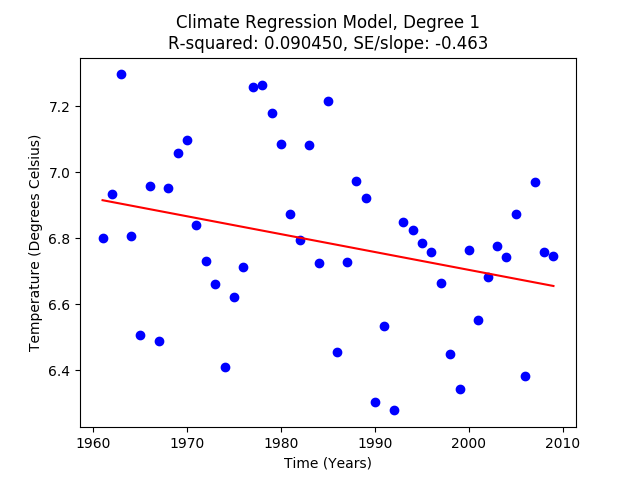 Climate Regression Model, Degree 1
R-squared: 0.090450, SE/slope: -0.463
7.2
7.0
6.8
6.6
6.4
Temperature (Degrees Celsius)
1960 1970 1980 1990 2000 2010
Time (Years)